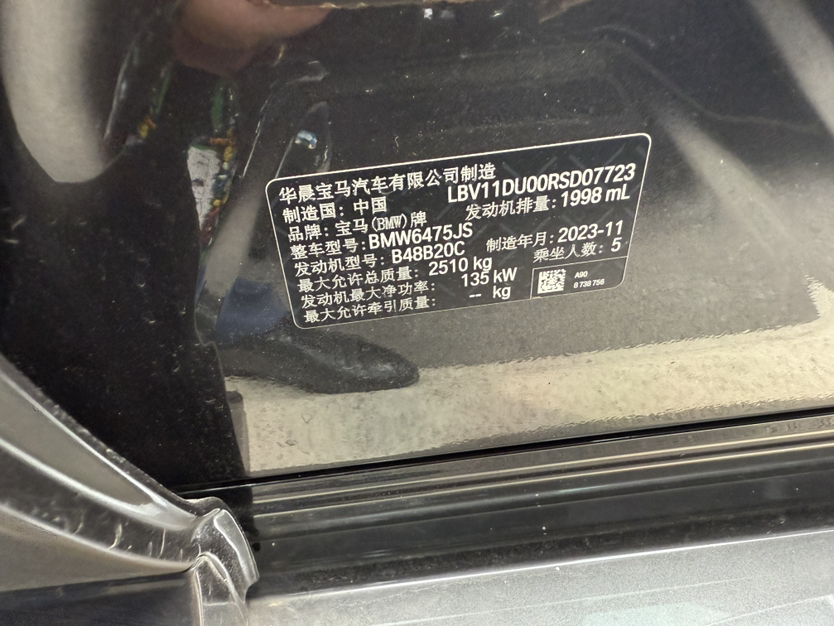 华晨宝马汽车有限公司制造
制造国: 中国 LBV11DU00RSD07723
品牌: 宝马(BMW)牌 发动机排量: 1998 mL
整车型号: BMW6475JS
发动机型号: B48B20C 制造年月: 2023-11
最大允许总质量: 2510 kg 乘坐人数: 5
发动机最大净功率: 135 kW
最大允许牵引质量: -- kg
A90
8 738 756